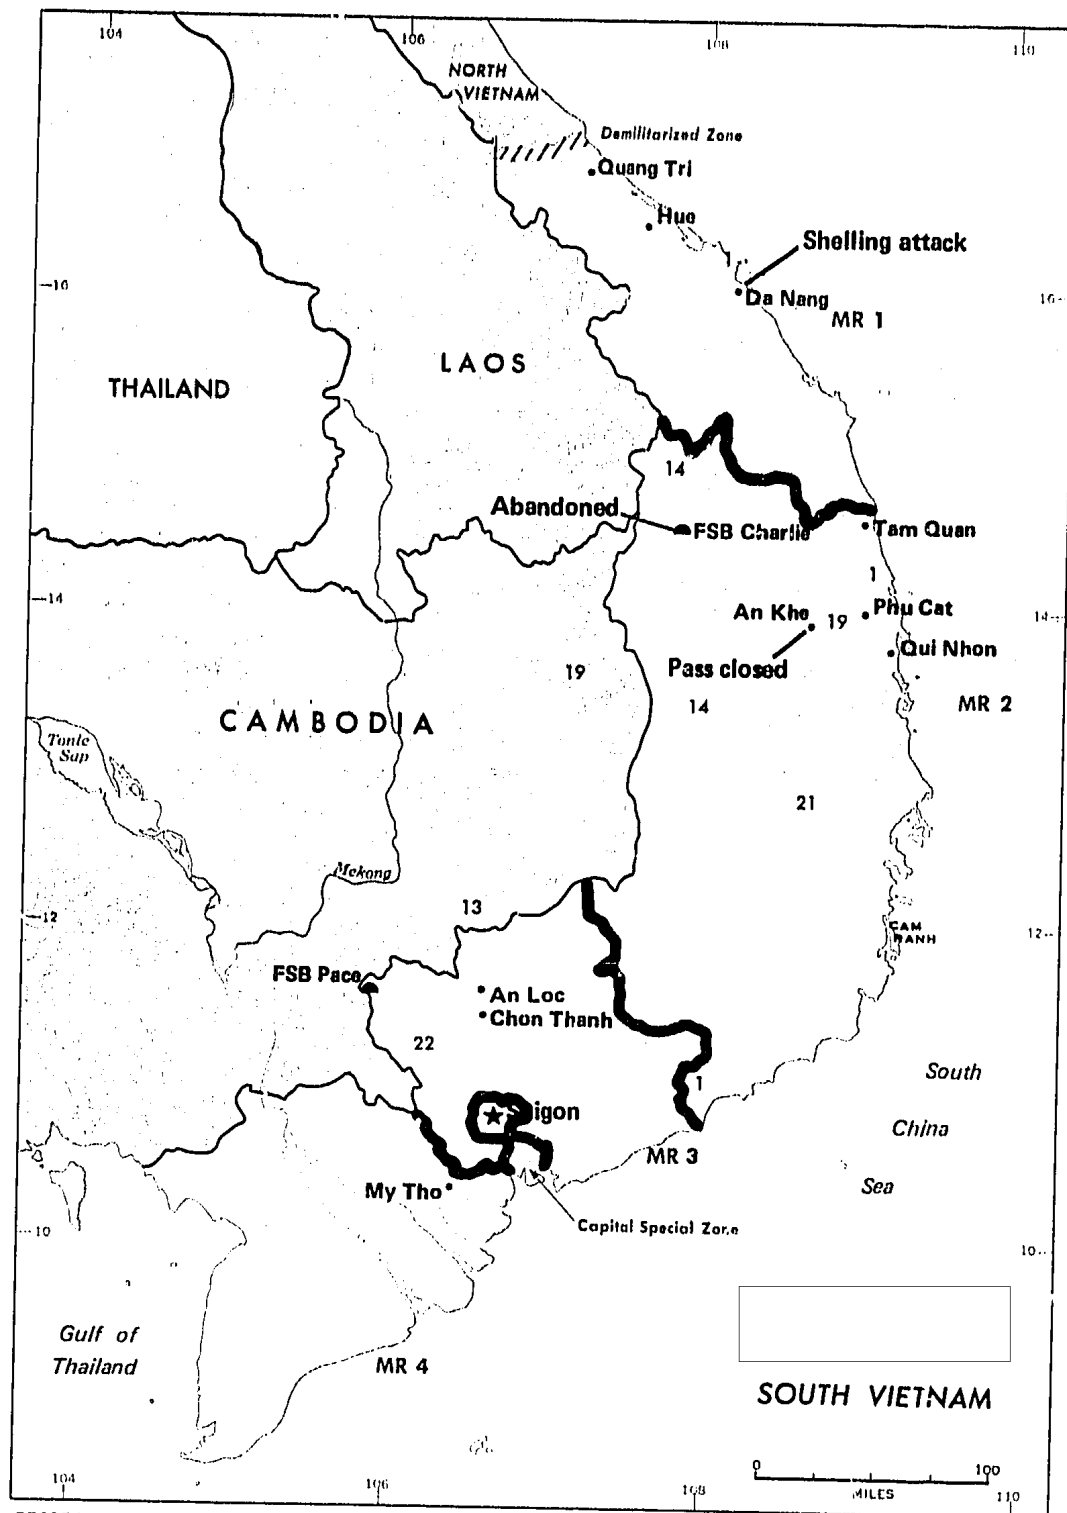 104
106
108
110
NORTH
VIETNAM
Demilitarized Zone
Quang Tri
Hue
Shelling attack
16
Da Nang
16
MR 1
LAOS
THAILAND
14
Abandoned
FSB Charlie
Tam Quan
1
14
An Khe
19
Phu Cat
14
Qui Nhon
Pass closed
19
14
MR 2
CAMBODIA
Tonle
Sap
21
Mekong
13
12
CAM
RANH
12
FSB Pace
An Loc
Chon Thanh
22
1
South
igon
China
MR 3
My Tho
Sea
Capital Special Zone
10
10
Gulf of
Thailand
MR 4
SOUTH VIETNAM
0
100
MILES
104
106
108
110